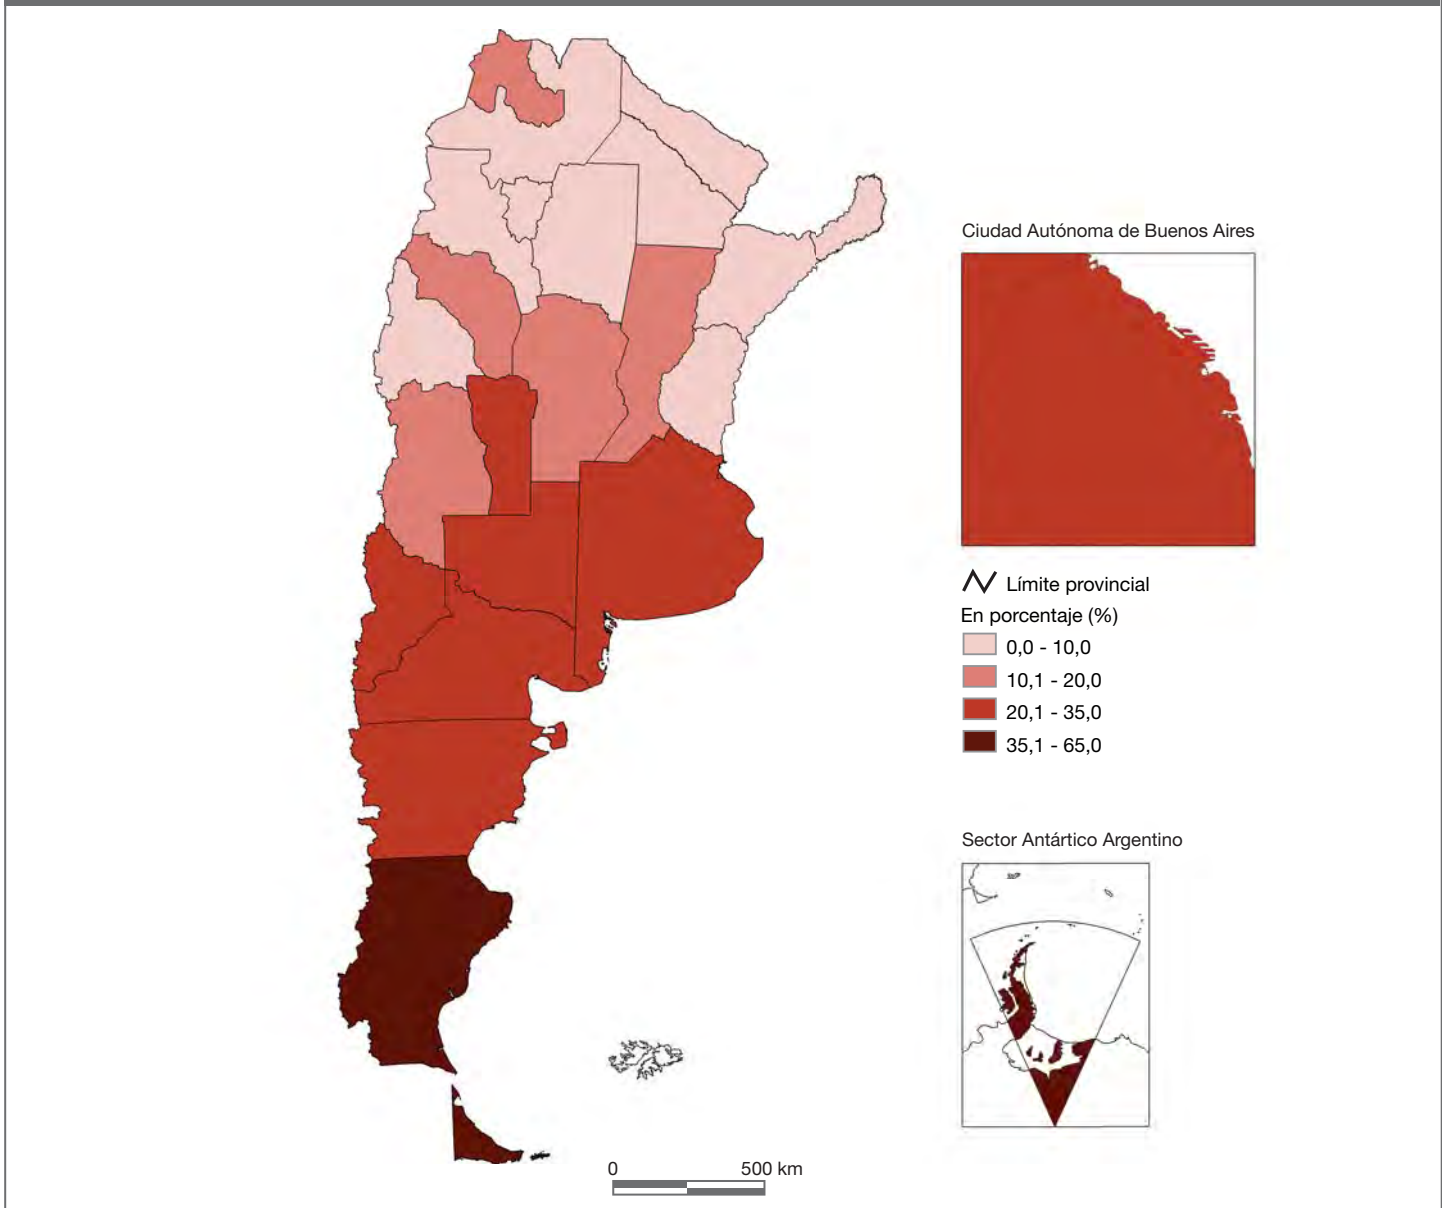 Ciudad Autónoma de Buenos Aires
Límite provincial
En porcentaje (%)
0,0 - 10,0
10,1 - 20,0
20,1 - 35,0
35,1 - 65,0
Sector Antártico Argentino
0 500 km